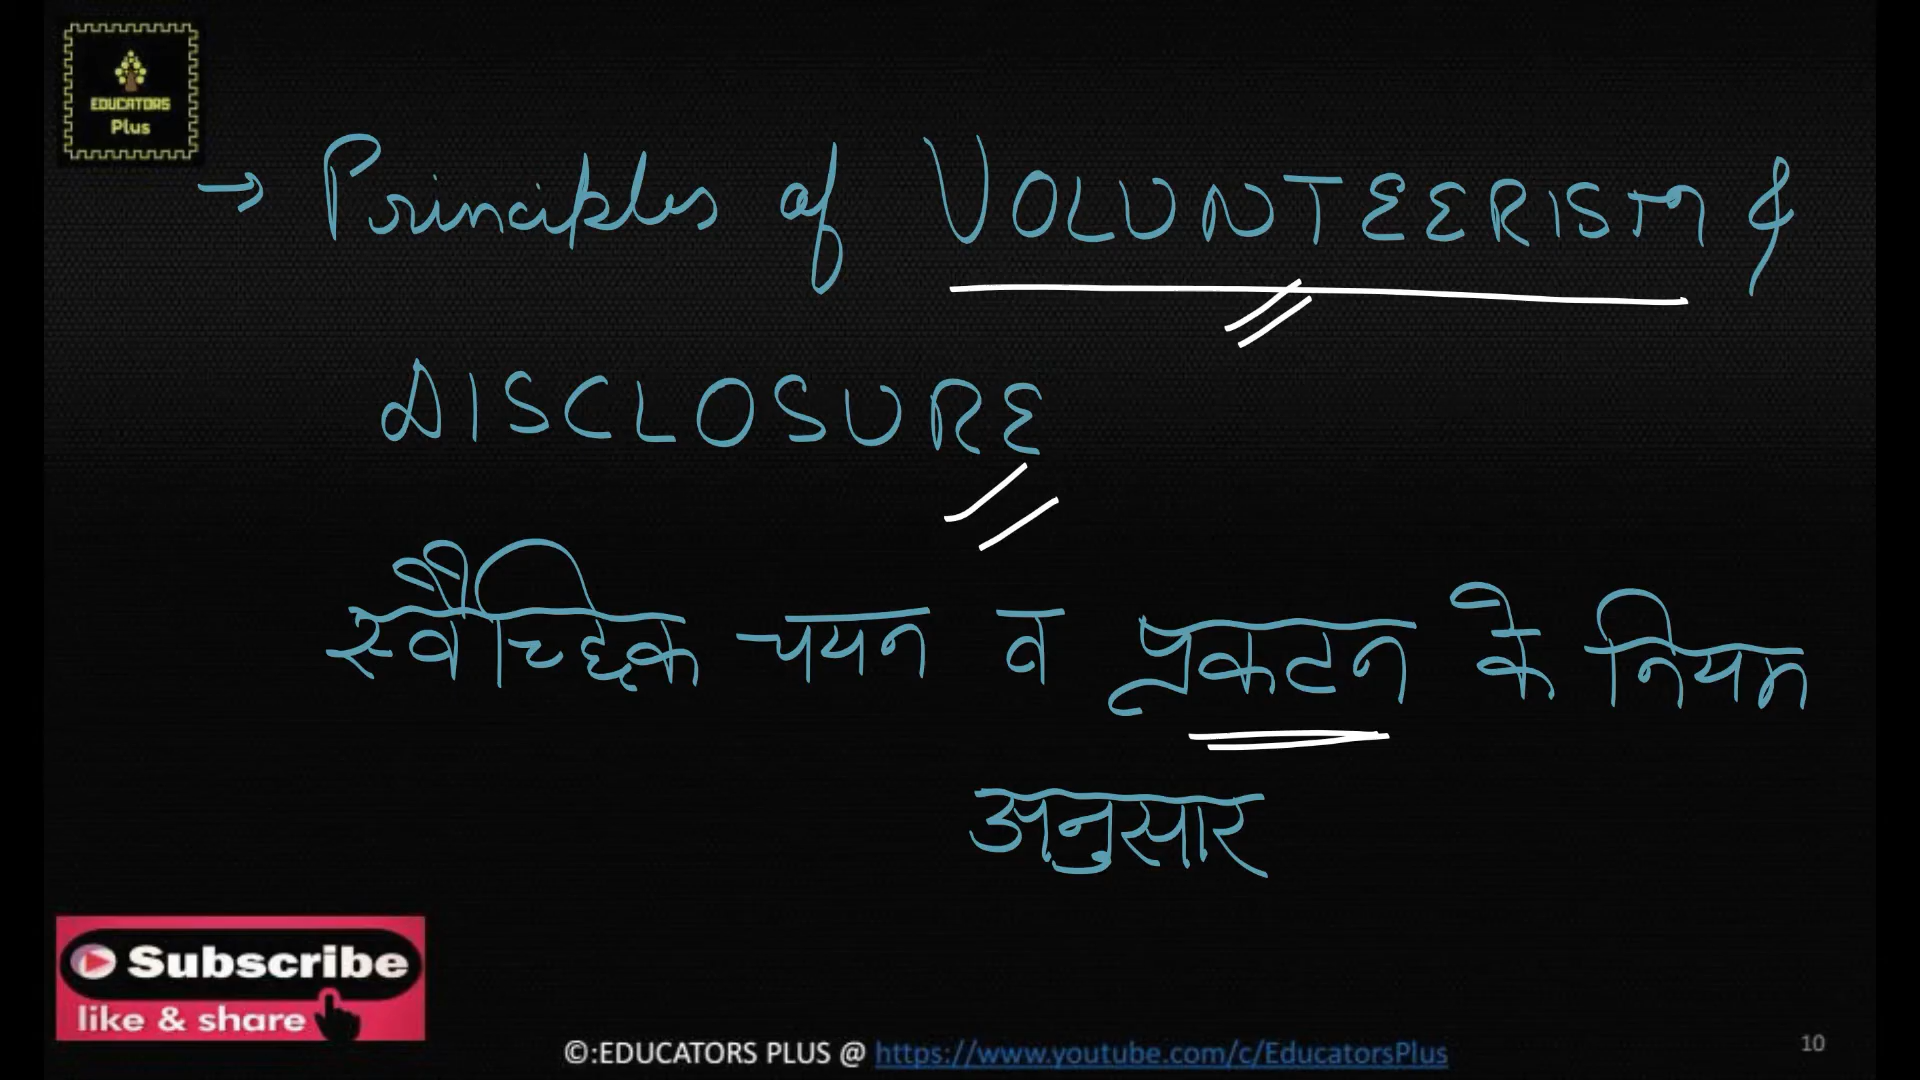 EDUCATORS
Plus
→ Principles of VOLUNTEERISM &
DISCLOSURE
स्वैच्छिक चयन व प्रकटन के नियम
अनुसार
Subscribe
like & share
©:EDUCATORS PLUS @ https://www.youtube.com/c/EducatorsPlus
10